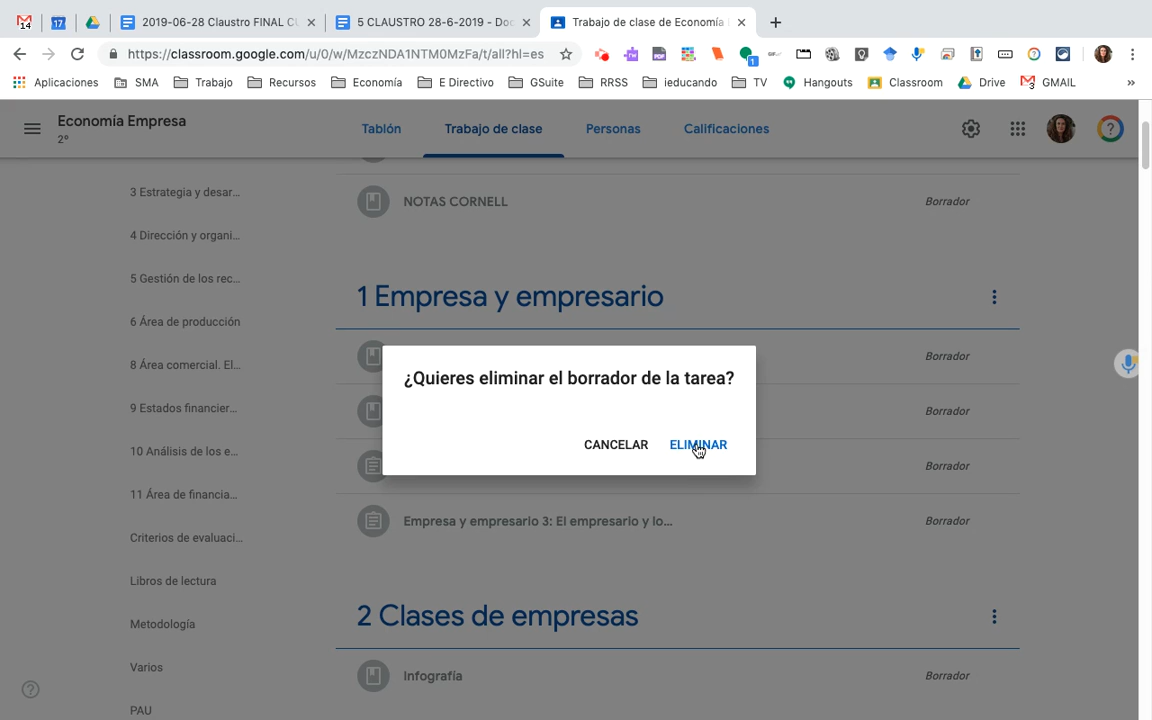 14
17
2019-06-28 Claustro FINAL CU
5 CLAUSTRO 28-6-2019 - Doc
Trabajo de clase de Economía
https://classroom.google.com/u/0/w/MzczNDA1NTM0MzFa/t/all?hl=es
1
Aplicaciones SMA Trabajo Recursos Economía E Directivo GSuite RRSS ieducando TV Hangouts Classroom Drive GMAIL »
Economía Empresa
2º
Tablón Trabajo de clase Personas Calificaciones
3 Estrategia y desar...
4 Dirección y organi...
5 Gestión de los rec...
6 Área de producción
8 Área comercial. El...
9 Estados financier...
10 Análisis de los e...
11 Área de financia...
Criterios de evaluaci...
Libros de lectura
Metodología
Varios
PAU
NOTAS CORNELL Borrador
1 Empresa y empresario
Borrador
Borrador
Borrador
¿Quieres eliminar el borrador de la tarea?
CANCELAR ELIMINAR
Empresa y empresario 3: El empresario y lo... Borrador
2 Clases de empresas
Infografía Borrador